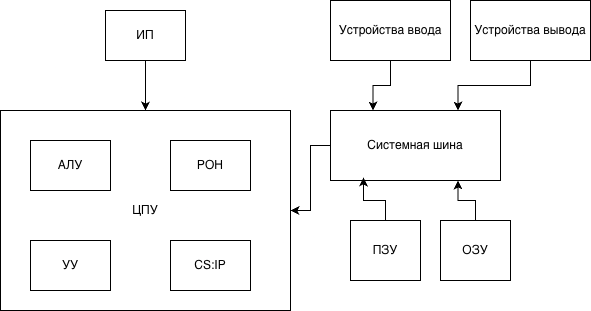 ИП
Устройства ввода
Устройства вывода
АЛУ
РОН
Системная шина
ЦПУ
УУ
CS:IP
ПЗУ
ОЗУ